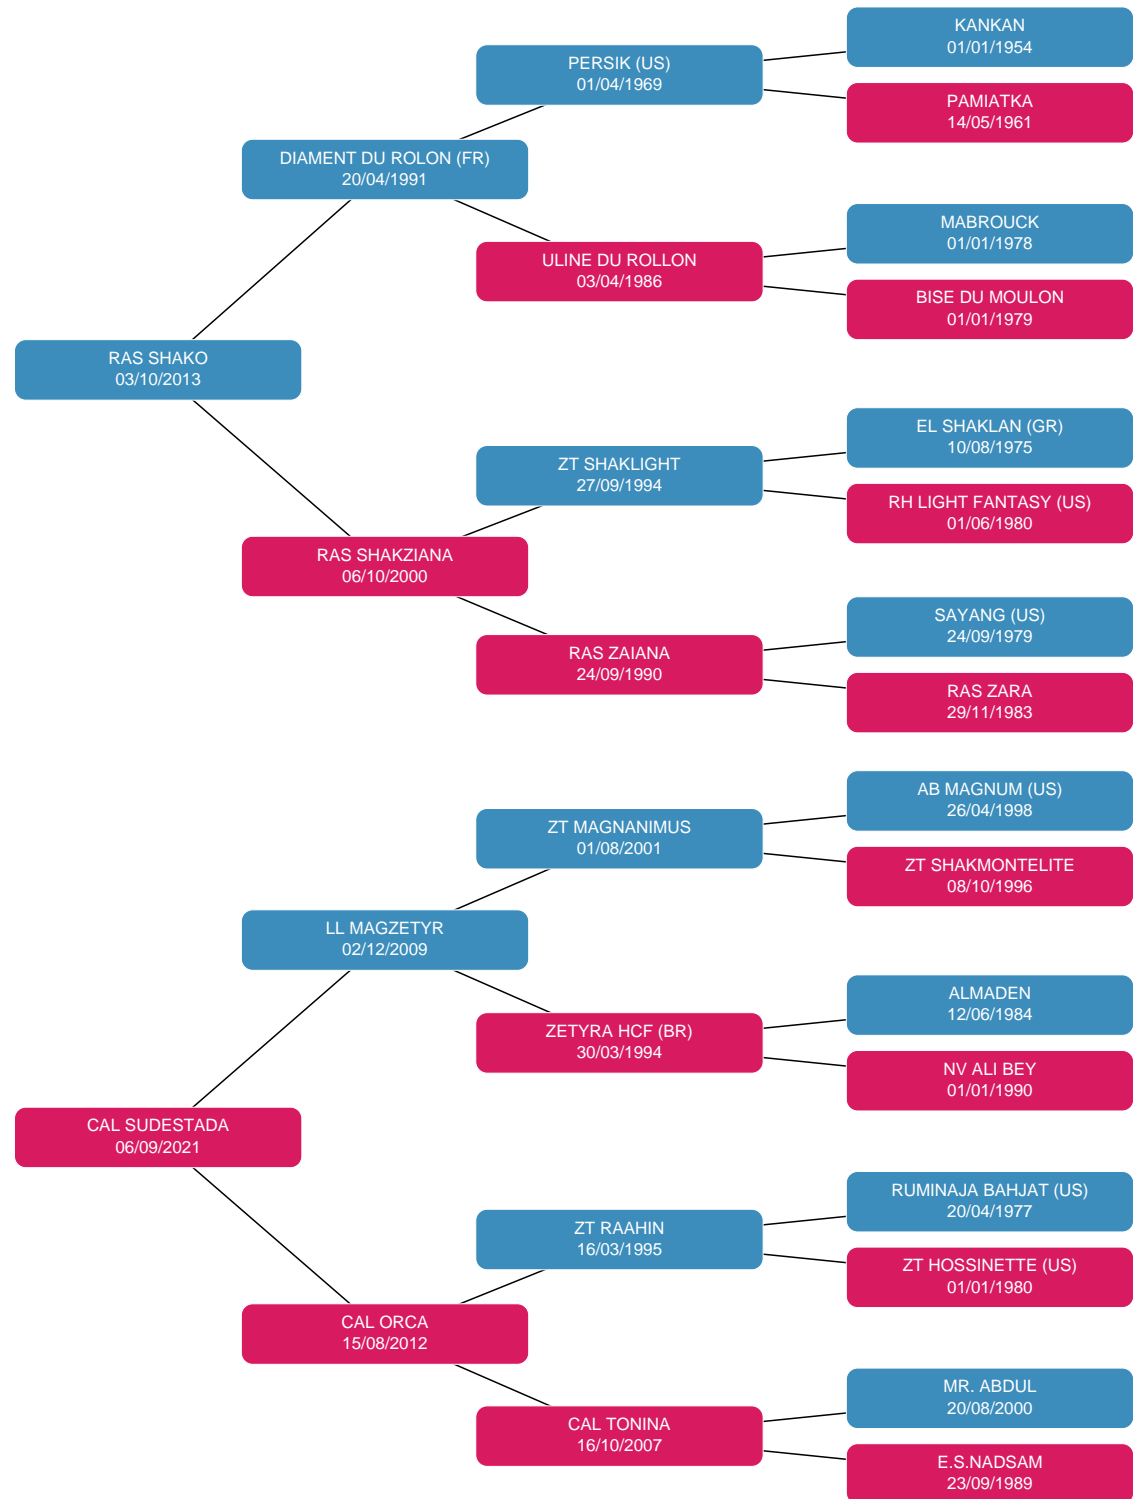 KANKAN
01/01/1954
PERSIK (US)
01/04/1969
PAMIATKA
14/05/1961
DIAMENT DU ROLON (FR)
20/04/1991
MABROUCK
01/01/1978
ULINE DU ROLLON
03/04/1986
BISE DU MOULON
01/01/1979
RAS SHAKO
03/10/2013
EL SHAKLAN (GR)
10/08/1975
ZT SHAKLIGHT
27/09/1994
RH LIGHT FANTASY (US)
01/06/1980
RAS SHAKZIANA
06/10/2000
SAYANG (US)
24/09/1979
RAS ZAIANA
24/09/1990
RAS ZARA
29/11/1983
AB MAGNUM (US)
26/04/1998
ZT MAGNANIMUS
01/08/2001
ZT SHAKMONTELITE
08/10/1996
LL MAGZETYR
02/12/2009
ALMADEN
12/06/1984
ZETYRA HCF (BR)
30/03/1994
NV ALI BEY
01/01/1990
CAL SUDESTADA
06/09/2021
RUMINAJA BAHJAT (US)
20/04/1977
ZT RAAHIN
16/03/1995
ZT HOSSINETTE (US)
01/01/1980
CAL ORCA
15/08/2012
MR. ABDUL
20/08/2000
CAL TONINA
16/10/2007
E.S.NADSAM
23/09/1989